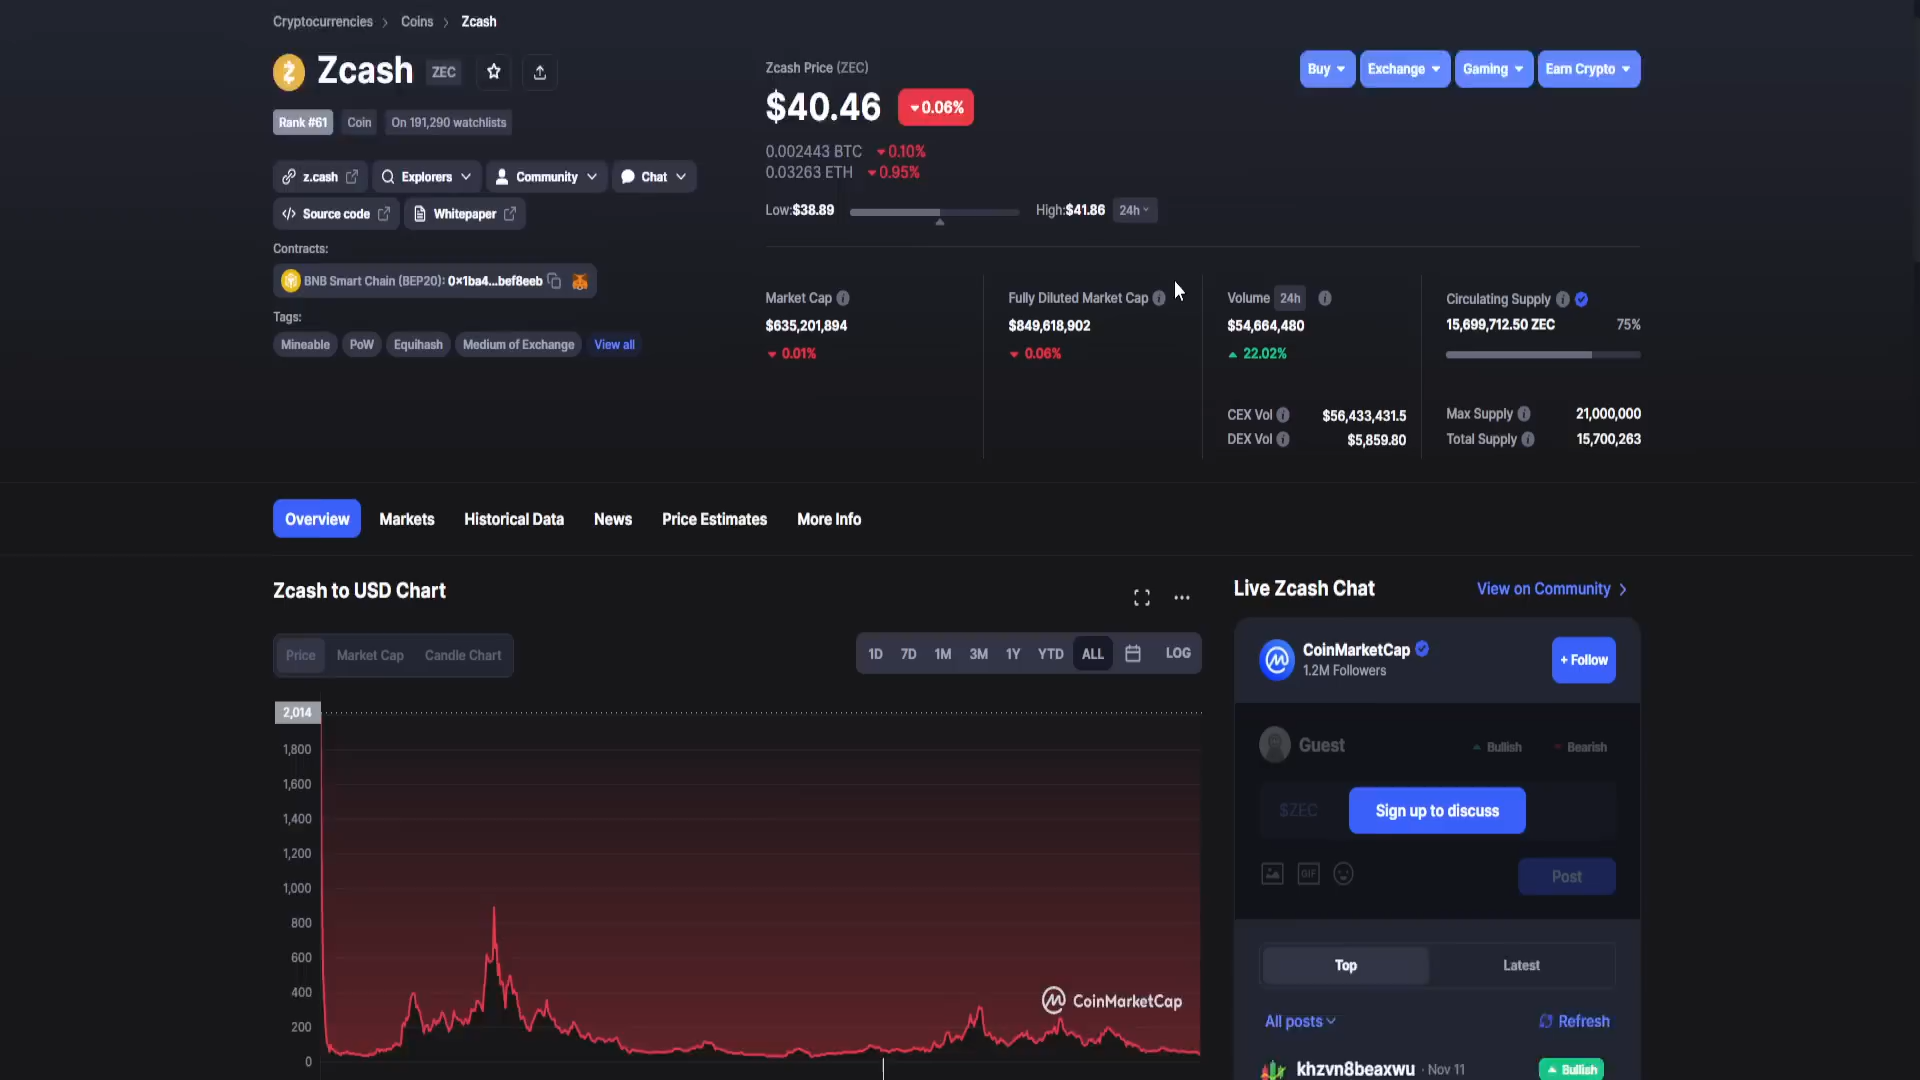 Cryptocurrencies > Coins > Zcash
Zcash ZEC
Rank #61 Coin On 191,290 watchlists
z.cash Explorers Community Chat
Source code Whitepaper
Contracts:
BNB Smart Chain (BEP20): 0x1ba4...bef8eeb
Tags:
Mineable PoW Equihash Medium of Exchange View all
Zcash Price (ZEC)
$40.46 0.06%
0.002443 BTC 0.10%
0.03263 ETH 0.95%
Low:$38.89 High:$41.86 24h
Buy Exchange Gaming Earn Crypto
Market Cap
$635,201,894
0.01%
Fully Diluted Market Cap
$849,618,902
0.06%
Volume 24h
$54,664,480
22.02%
CEX Vol $56,433,431.5
DEX Vol $5,859.80
Circulating Supply
15,699,712.50 ZEC 75%
Max Supply 21,000,000
Total Supply 15,700,263
Overview Markets Historical Data News Price Estimates More Info
Zcash to USD Chart
Price Market Cap Candle Chart
1D 7D 1M 3M 1Y YTD ALL LOG
2,014
1,800
1,600
1,400
1,200
1,000
800
600
400
200
0
CoinMarketCap
Live Zcash Chat View on Community >
CoinMarketCap
1.2M Followers
+ Follow
Guest Bullish Bearish
$ZEC
Sign up to discuss
GIF
Post
Top Latest
All posts Refresh
khzvn8beaxwu · Nov 11 Bullish